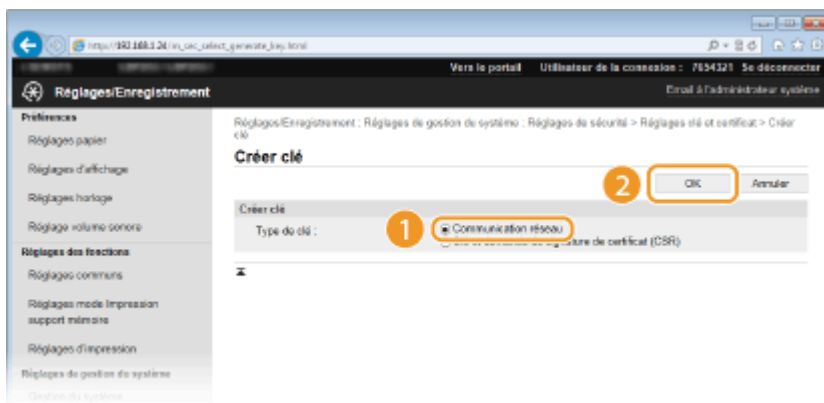 http://192.168.1.24/m_sec_select_generate_key.html
Vers le portail Utilisateur de la connexion : 7654321 Se déconnecter
Réglages/Enregistrement
Email à l'administrateur système
Préférences
Réglages papier
Réglages d'affichage
Réglages horloge
Réglage volume sonore
Réglages des fonctions
Réglages communs
Réglages mode Impression
support mémoire
Réglages d'impression
Réglages de gestion du système
Gestion du système
Réglages/Enregistrement : Réglages de gestion du système : Réglages de sécurité > Réglages clé et certificat > Créer
clé
Créer clé
2
OK Annuler
Créer clé
Type de clé :
1
Communication réseau
signature de certificat (CSR)